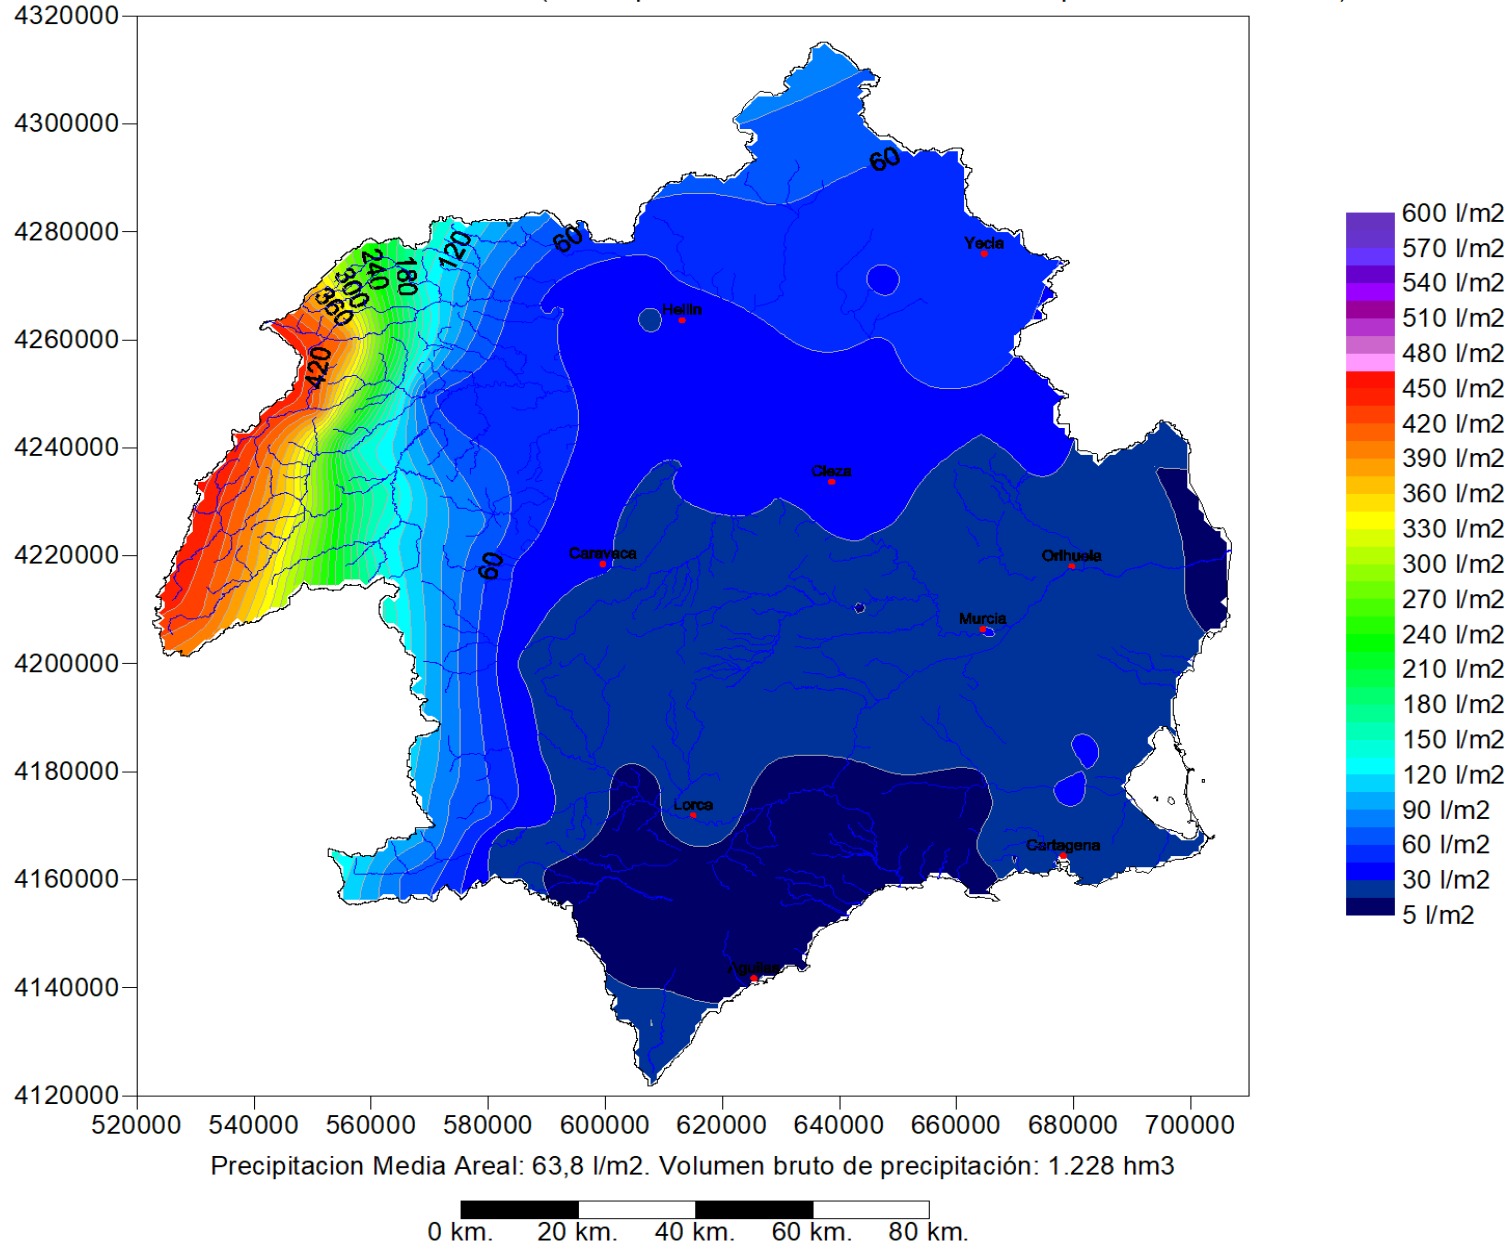 4320000
4300000
4280000
4260000
4240000
4220000
4200000
4180000
4160000
4140000
4120000
520000 540000 560000 580000 600000 620000 640000 660000 680000 700000
60
60
120
180
240
300
360
420
60
Yecla
Hellin
Cieza
Caravaca
Orihuela
Murcia
Lorca
Cartagena
Aguilas
600 l/m2
570 l/m2
540 l/m2
510 l/m2
480 l/m2
450 l/m2
420 l/m2
390 l/m2
360 l/m2
330 l/m2
300 l/m2
270 l/m2
240 l/m2
210 l/m2
180 l/m2
150 l/m2
120 l/m2
90 l/m2
60 l/m2
30 l/m2
5 l/m2
Precipitacion Media Areal: 63,8 l/m2. Volumen bruto de precipitación: 1.228 hm3
0 km. 20 km. 40 km. 60 km. 80 km.